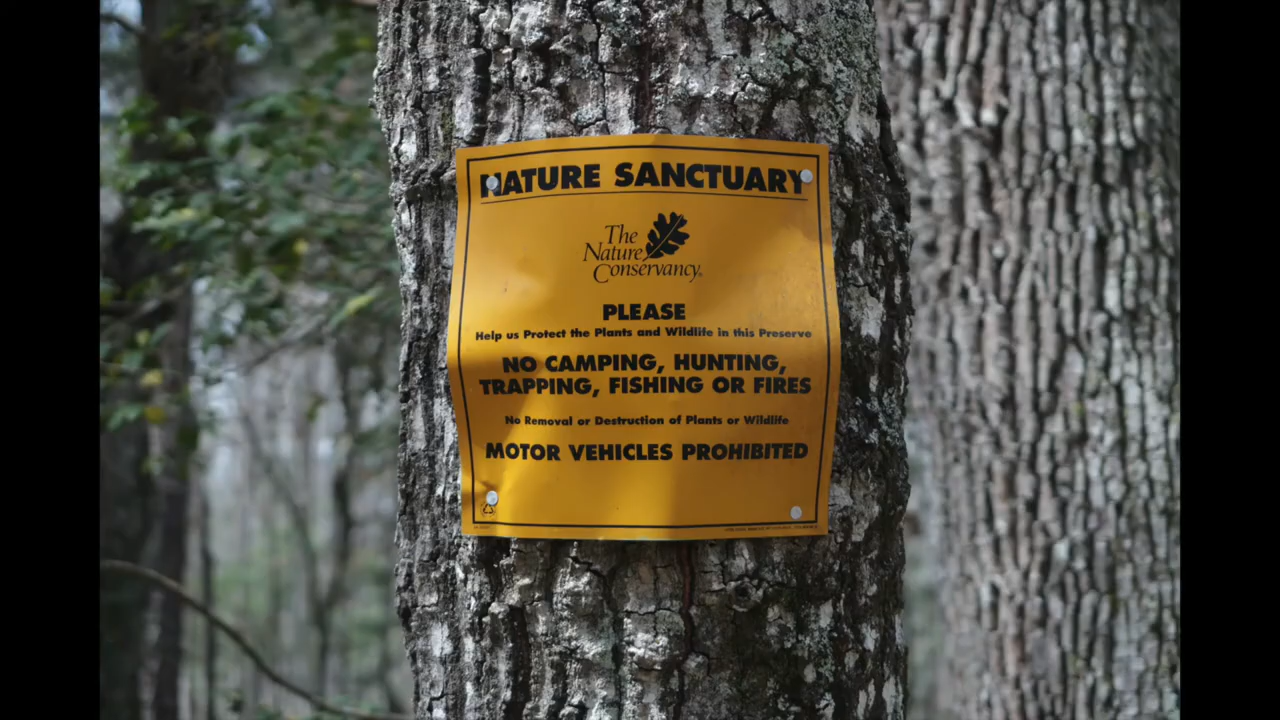 NATURE SANCTUARY
The
Nature
Conservancy®
PLEASE
Help us Protect the Plants and Wildlife in this Preserve
NO CAMPING, HUNTING,
TRAPPING, FISHING OR FIRES
No Removal or Destruction of Plants or Wildlife
MOTOR VEHICLES PROHIBITED